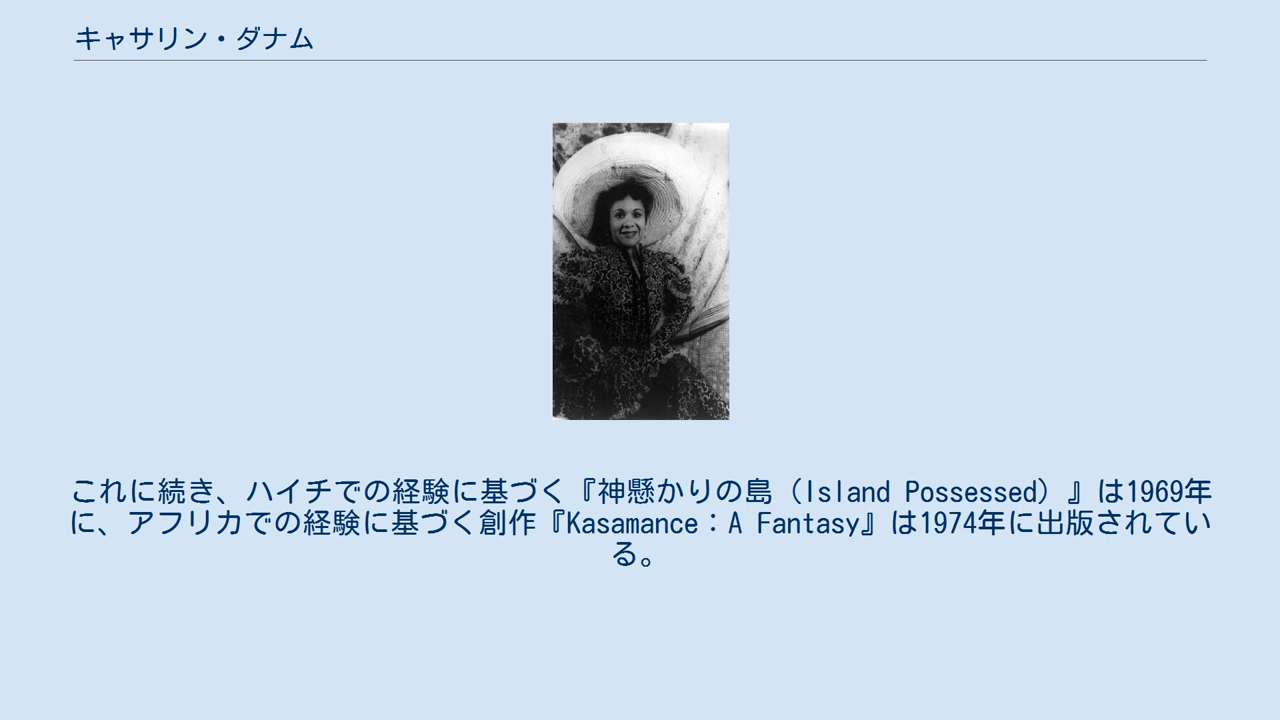 キャサリン・ダナム
これに続き、ハイチでの経験に基づく『神懸かりの島（Island Possessed）』は1969年
に、アフリカでの経験に基づく創作『Kasamance：A Fantasy』は1974年に出版されてい
る。